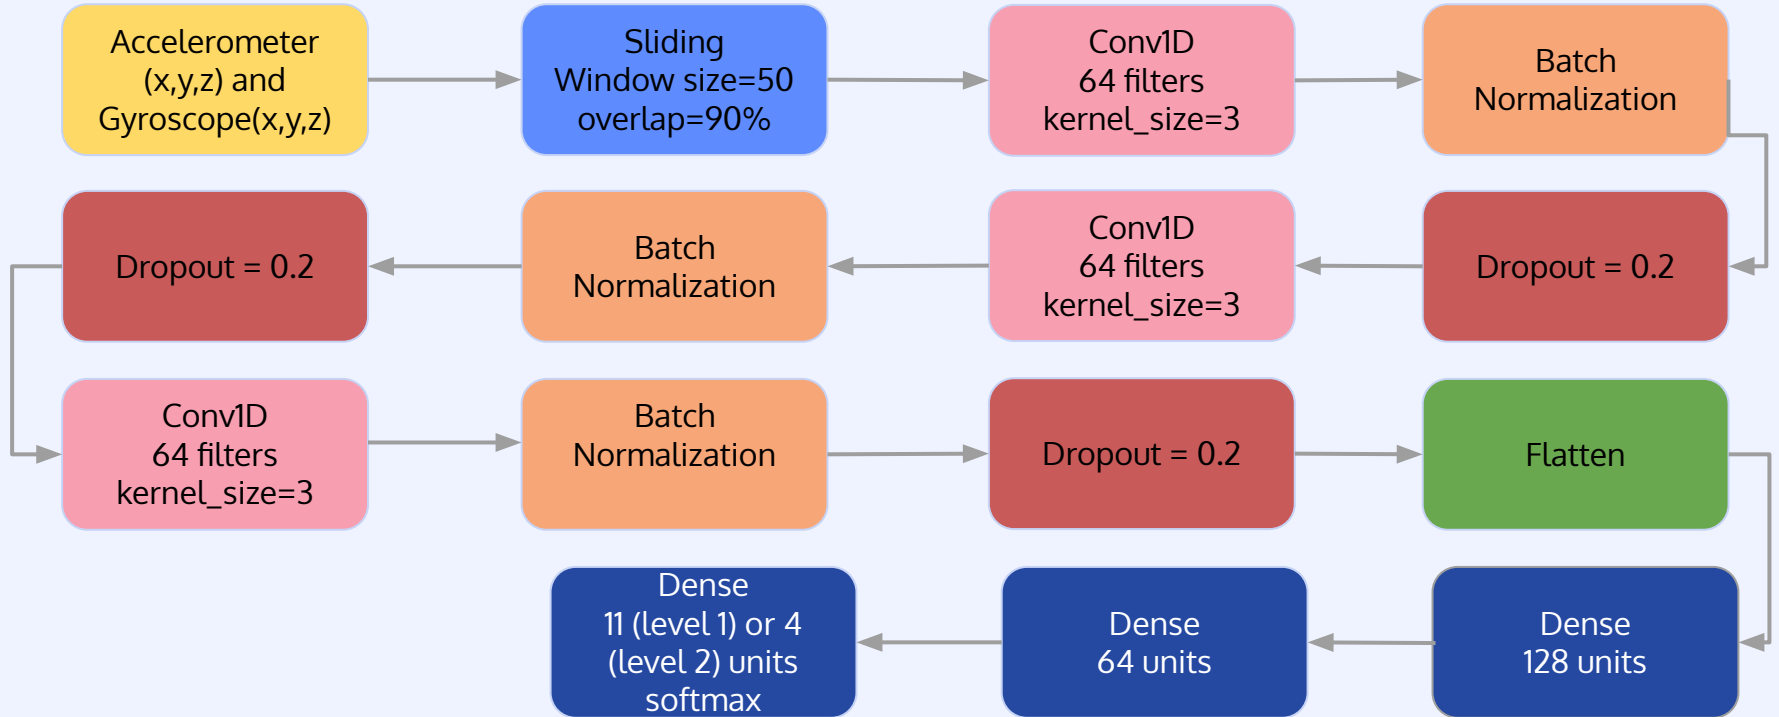 Accelerometer
(x,y,z) and
Gyroscope(x,y,z)
Sliding
Window size=50
overlap=90%
Conv1D
64 filters
kernel_size=3
Batch
Normalization
Dropout = 0.2
Conv1D
64 filters
kernel_size=3
Batch
Normalization
Dropout = 0.2
Conv1D
64 filters
kernel_size=3
Batch
Normalization
Dropout = 0.2
Flatten
Dense
128 units
Dense
64 units
Dense
11 (level 1) or 4
(level 2) units
softmax